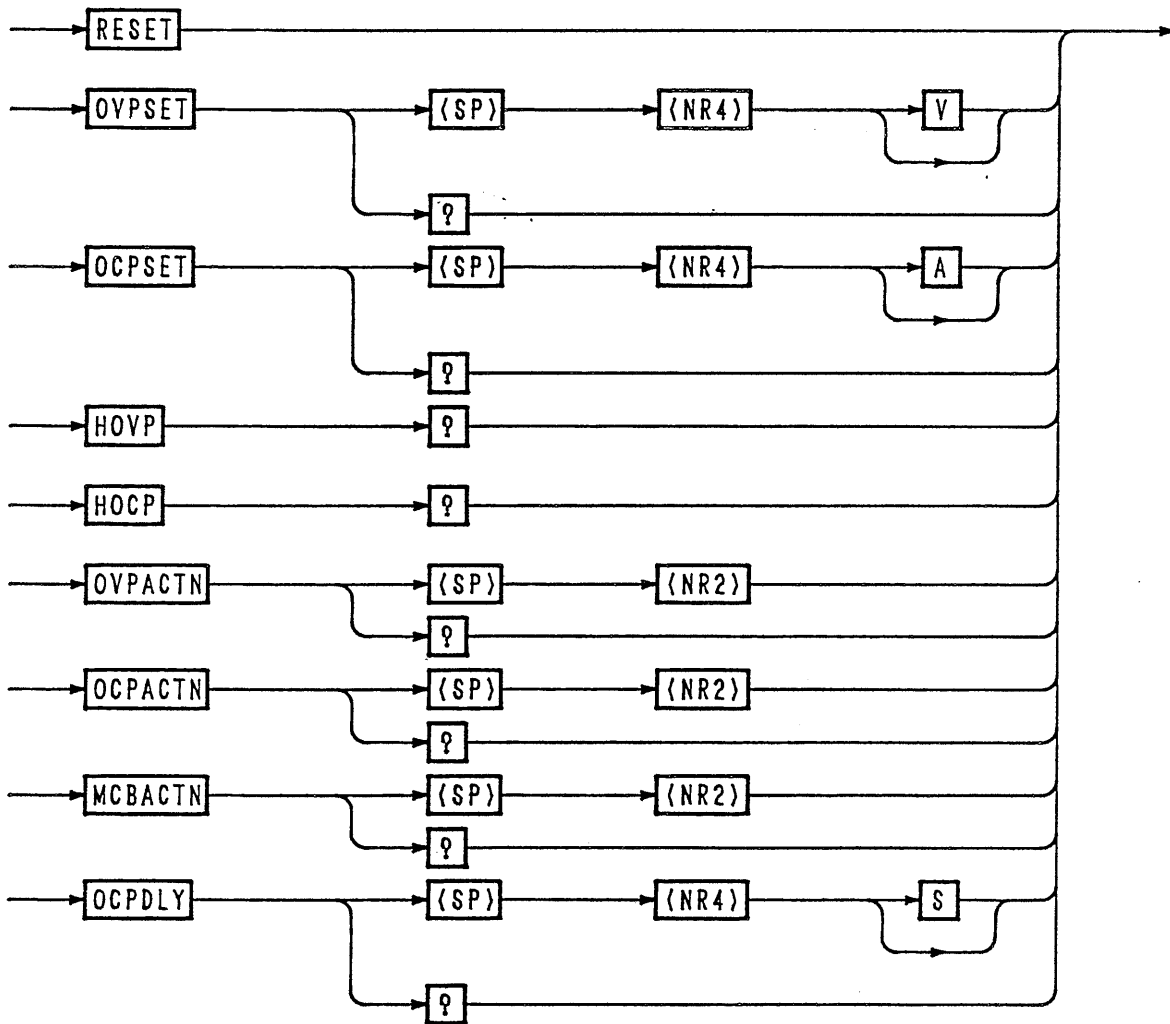 RESET
OVPSET ⟨SP⟩ ⟨NR4⟩ V
?
OCPSET ⟨SP⟩ ⟨NR4⟩ A
?
HOVP ?
HOCP ?
OVPACTN ⟨SP⟩ ⟨NR2⟩
?
OCPACTN ⟨SP⟩ ⟨NR2⟩
?
MCBACTN ⟨SP⟩ ⟨NR2⟩
?
OCPDLY ⟨SP⟩ ⟨NR4⟩ S
?